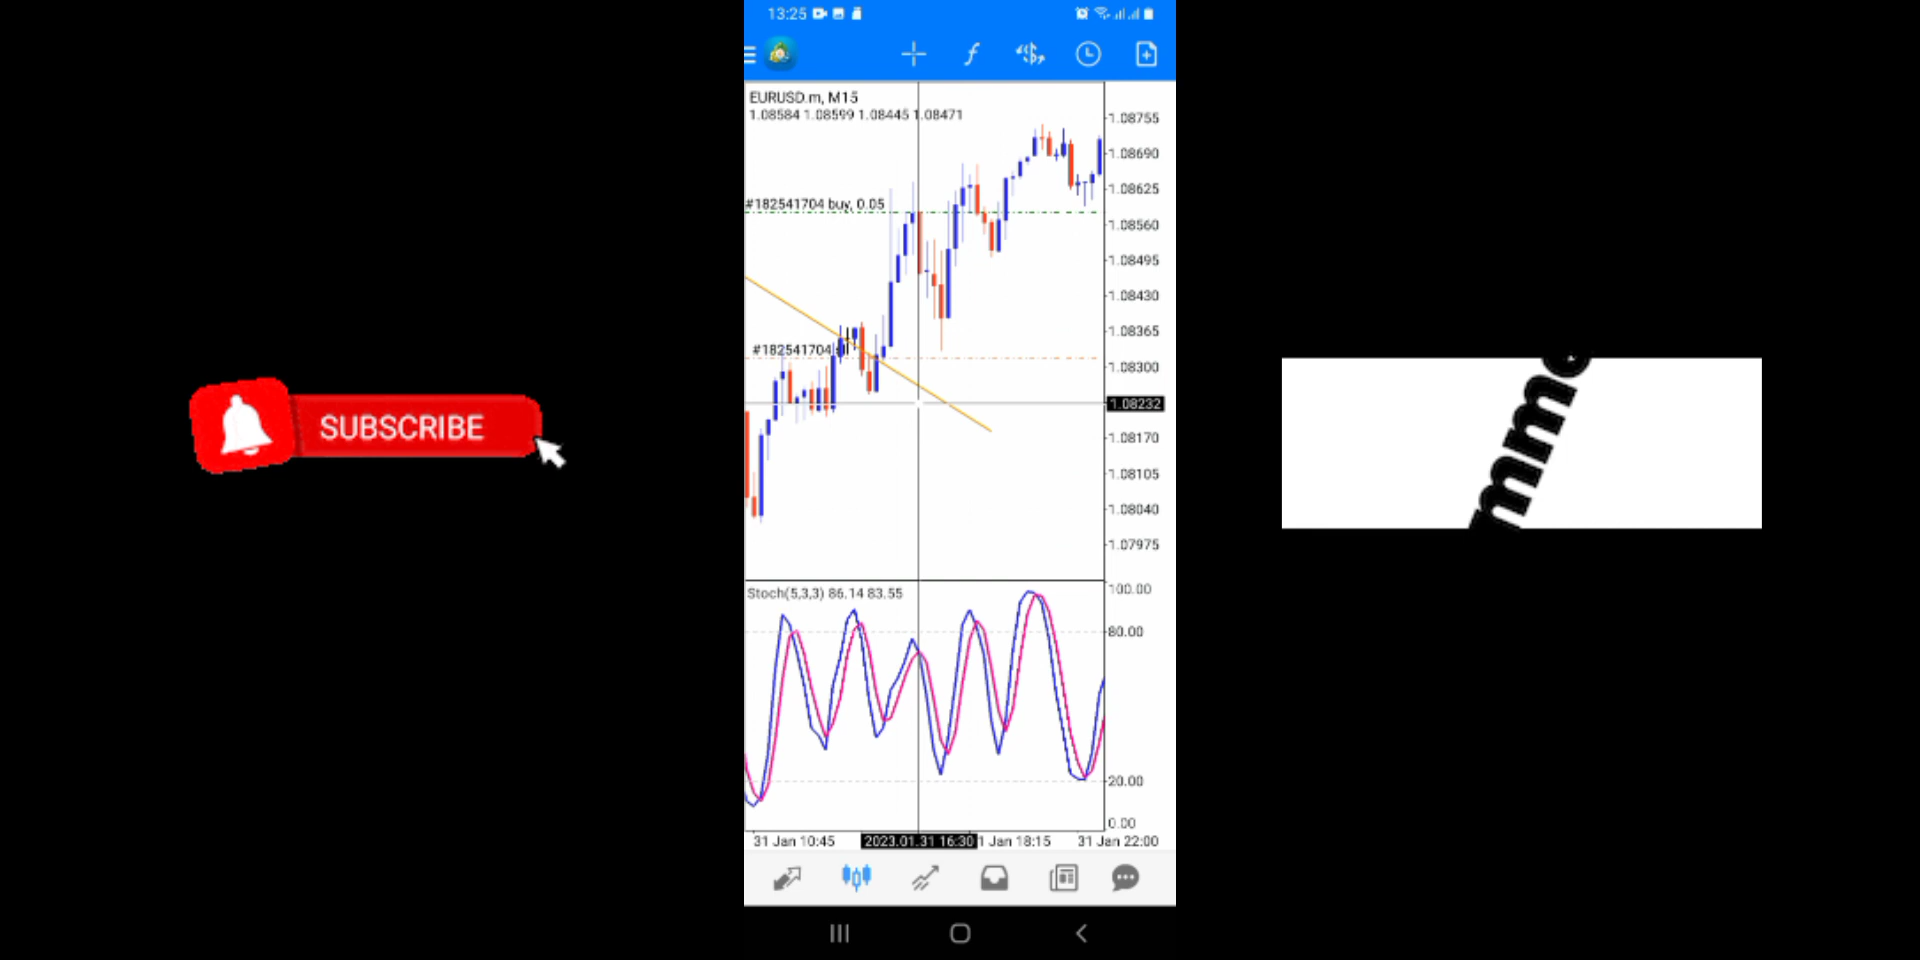 13:25
EURUSD.m, M15
1.08584 1.08599 1.08445 1.08471
1.08755
1.08690
1.08625
#182541704 buy, 0.05
1.08560
1.08495
1.08430
1.08365
#182541704 sl
1.08300
1.08232
1.08170
1.08105
1.08040
1.07975
SUBSCRIBE
Stoch(5,3,3) 86.14 83.55
100.00
80.00
20.00
0.00
31 Jan 10:45
2023.01.31 16:30
1 Jan 18:15
31 Jan 22:00